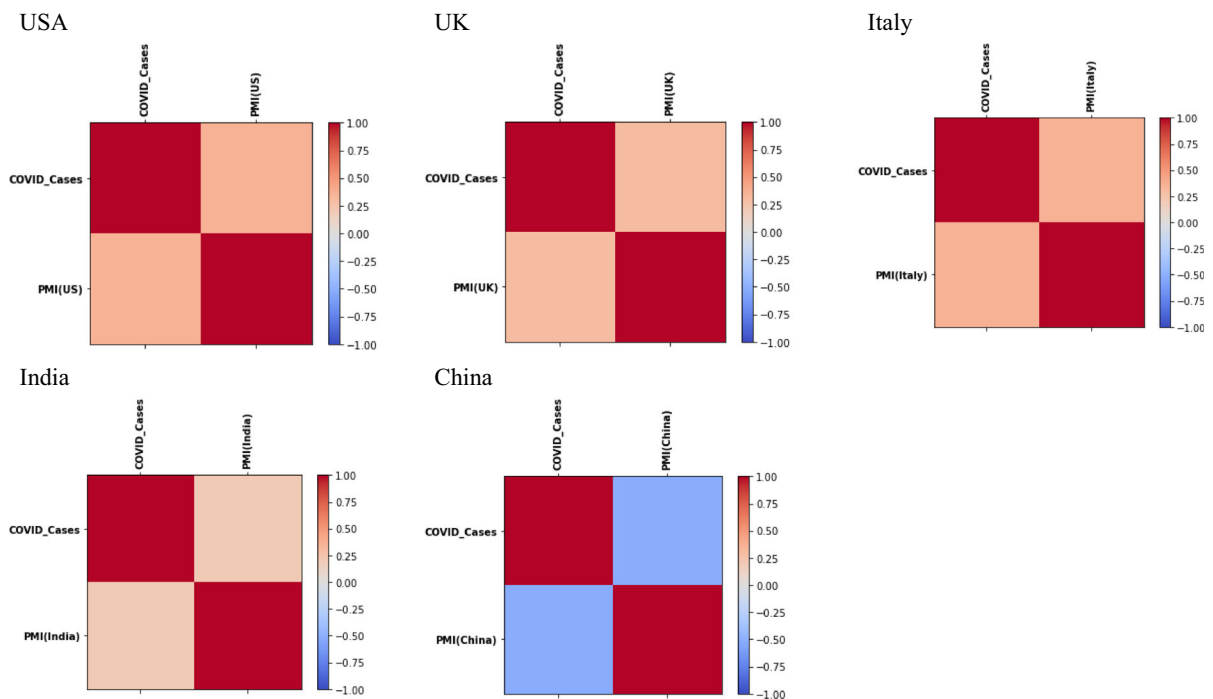 USA
COVID_Cases
PMI(US)
COVID_Cases
PMI(US)
1.00
0.75
0.50
0.25
0.00
−0.25
−0.50
−0.75
−1.00
UK
COVID_Cases
PMI(UK)
COVID_Cases
PMI(UK)
1.00
0.75
0.50
0.25
0.00
−0.25
−0.50
−0.75
−1.00
Italy
COVID_Cases
PMI(Italy)
COVID_Cases
PMI(Italy)
1.00
0.75
0.50
0.25
0.00
−0.25
−0.50
−0.75
−1.00
India
COVID_Cases
PMI(India)
COVID_Cases
PMI(India)
1.00
0.75
0.50
0.25
0.00
−0.25
−0.50
−0.75
−1.00
China
COVID_Cases
PMI(China)
COVID_Cases
PMI(China)
1.00
0.75
0.50
0.25
0.00
−0.25
−0.50
−0.75
−1.00